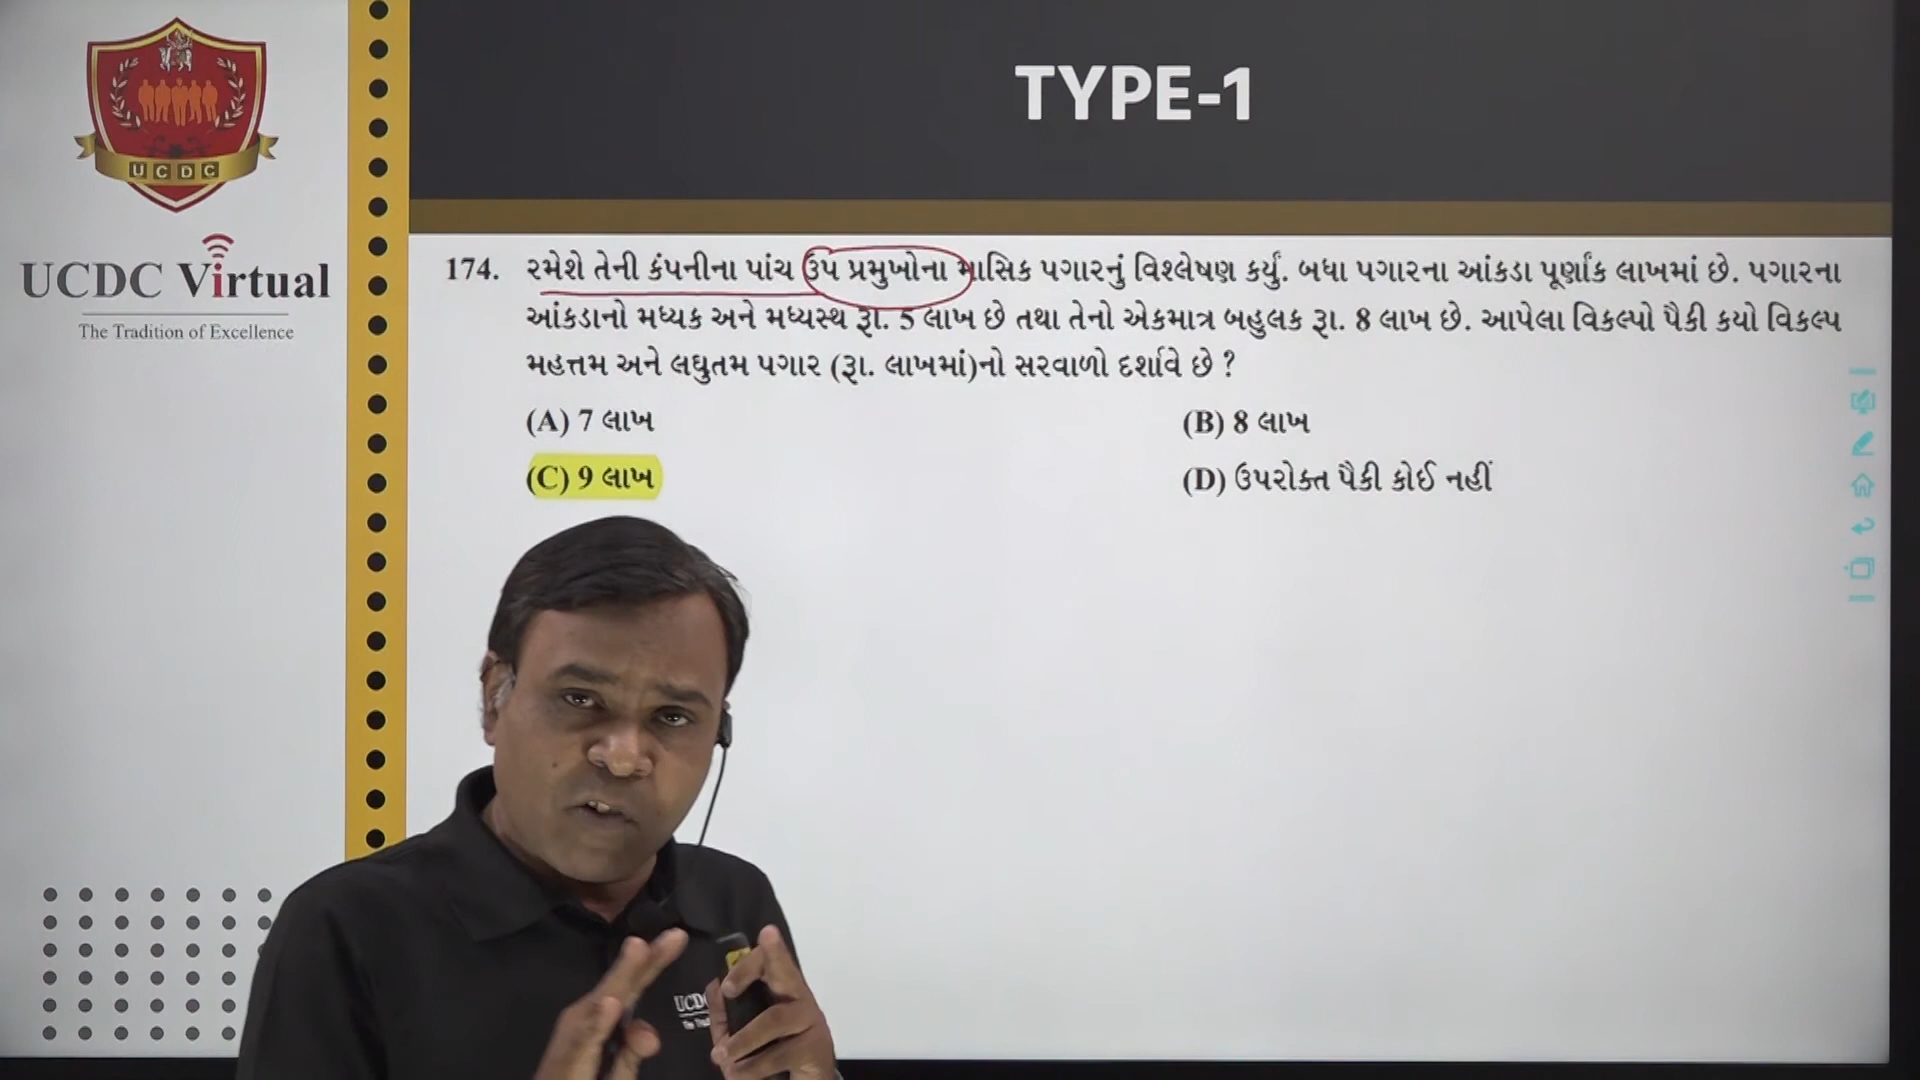 TYPE-1
UCDC
UCDC Virtual
The Tradition of Excellence
174. રમેશે તેની કંપનીના પાંચ ઉપ પ્રમુખોના માસિક પગારનું વિશ્લેષણ કર્યું. બધા પગારના આંકડા પૂર્ણાંક લાખમાં છે. પગારના
આંકડાનો મધ્યક અને મધ્યસ્થ રૂા. 5 લાખ છે તથા તેનો એકમાત્ર બહુલક રૂા. 8 લાખ છે. આપેલા વિકલ્પો પૈકી કયો વિકલ્પ
મહત્તમ અને લઘુતમ પગાર (રૂા. લાખમાં)નો સરવાળો દર્શાવે છે ?
(A) 7 લાખ
(B) 8 લાખ
(C) 9 લાખ
(D) ઉપરોક્ત પૈકી કોઈ નહીં
UCD
The